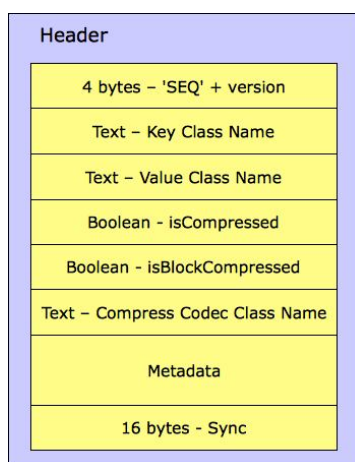 Header
4 bytes – 'SEQ' + version
Text – Key Class Name
Text – Value Class Name
Boolean - isCompressed
Boolean - isBlockCompressed
Text – Compress Codec Class Name
Metadata
16 bytes - Sync